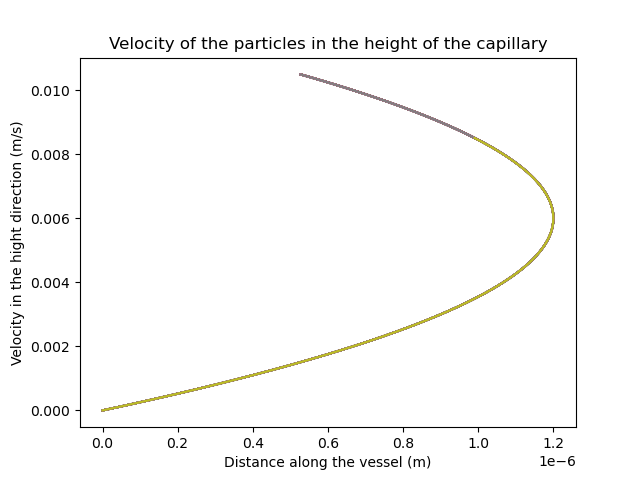 Velocity of the particles in the height of the capillary
Velocity in the hight direction (m/s)
0.010
0.008
0.006
0.004
0.002
0.000
0.0 0.2 0.4 0.6 0.8 1.0 1.2
1e−6
Distance along the vessel (m)